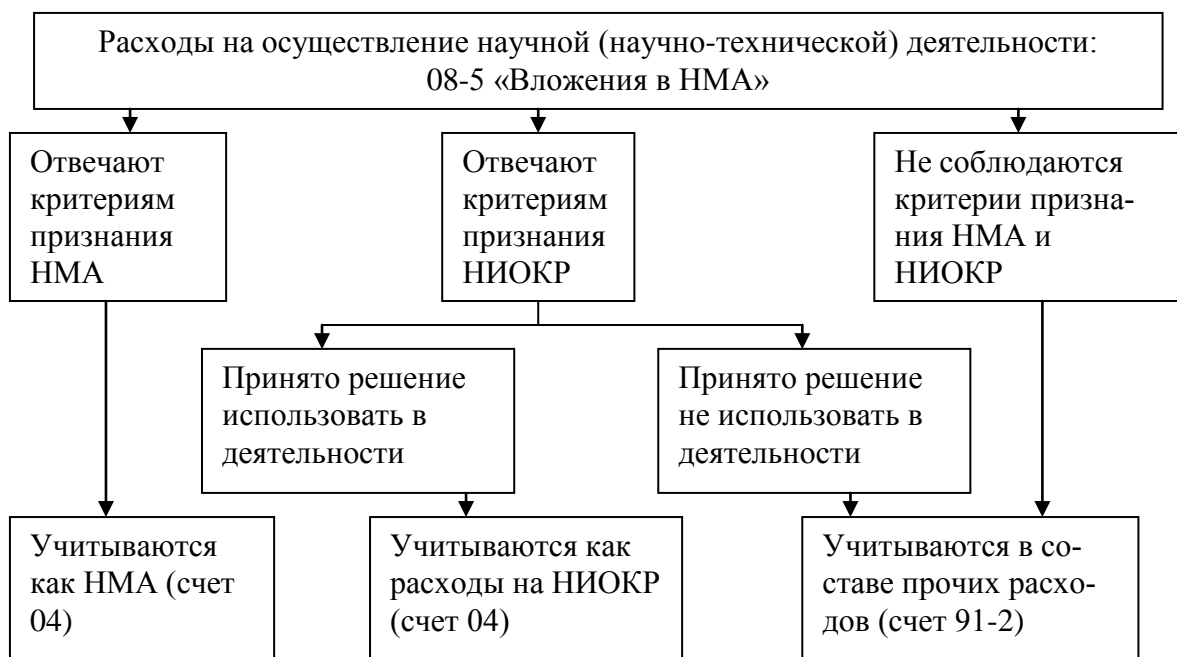 Расходы на осуществление научной (научно-технической) деятельности:
08-5 «Вложения в НМА»
Отвечают
критериям
признания
НМА
Отвечают
критериям
признания
НИОКР
Не соблюдаются
критерии призна-
ния НМА и
НИОКР
Принято решение
использовать в
деятельности
Принято решение
не использовать в
деятельности
Учитываются
как НМА (счет
04)
Учитываются как
расходы на НИОКР
(счет 04)
Учитываются в со-
ставе прочих расхо-
дов (счет 91-2)